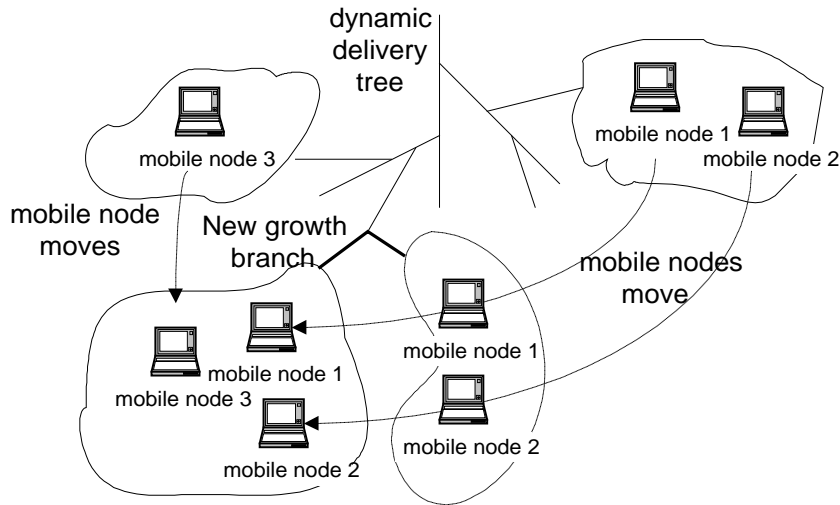 dynamic
delivery
tree
mobile node 1
mobile node 2
mobile node 3
mobile node
moves
New growth
branch
mobile nodes
move
mobile node 1
mobile node 1
mobile node 3
mobile node 2
mobile node 2